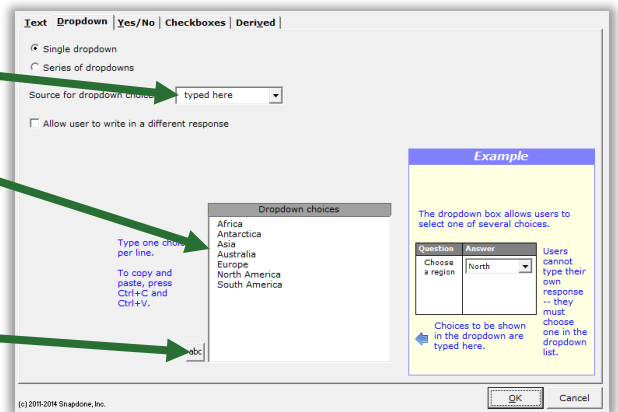 Text Dropdown Yes/No Checkboxes Derived
Single dropdown
Series of dropdowns
Source for dropdown typed here
Allow user to write in a different response
Dropdown choices
Africa
Antarctica
Asia
Australia
Europe
North America
South America
Type one
per line.
To copy and
paste, press
Ctrl+C and
Ctrl+V.
abc
Example
The dropdown box allows users to
select one of several choices.
Question Answer
Choose
a region
North
Users
cannot
type their
own
response
-- they
must
choose
one in the
dropdown
list.
Choices to be shown
in the dropdown are
typed here.
(c) 2011-2014 Snapdone, Inc.
OK Cancel